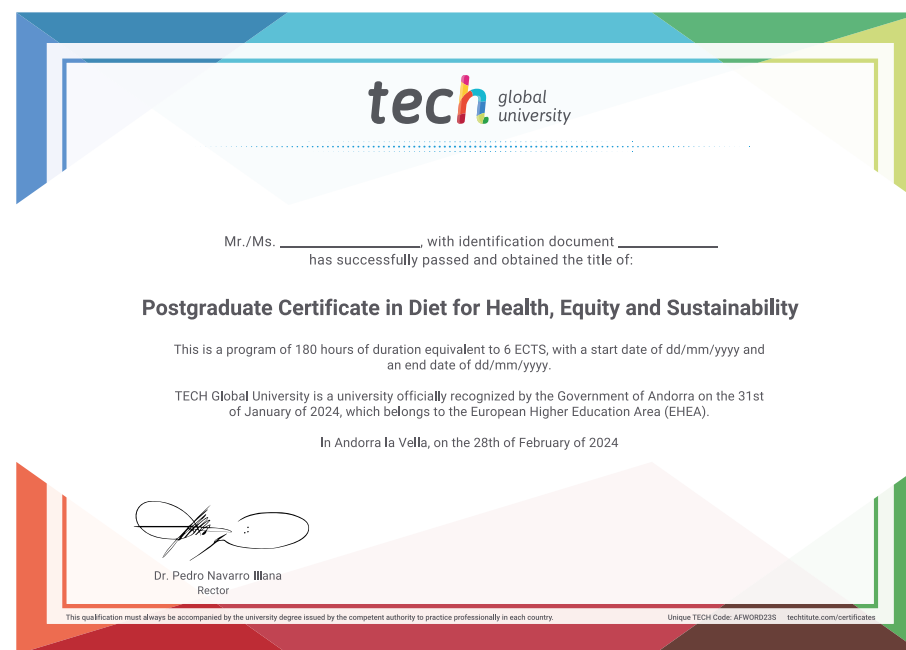 tech global
university
Mr./Ms. ____________, with identification document ____________
has successfully passed and obtained the title of:
Postgraduate Certificate in Diet for Health, Equity and Sustainability
This is a program of 180 hours of duration equivalent to 6 ECTS, with a start date of dd/mm/yyyy and
an end date of dd/mm/yyyy.
TECH Global University is a university officially recognized by the Government of Andorra on the 31st
of January of 2024, which belongs to the European Higher Education Area (EHEA).
In Andorra la Vella, on the 28th of February of 2024
Dr. Pedro Navarro Illana
Rector
This qualification must always be accompanied by the university degree issued by the competent authority to practice professionally in each country.
Unique TECH Code: AFWORD23S techtitute.com/certificates